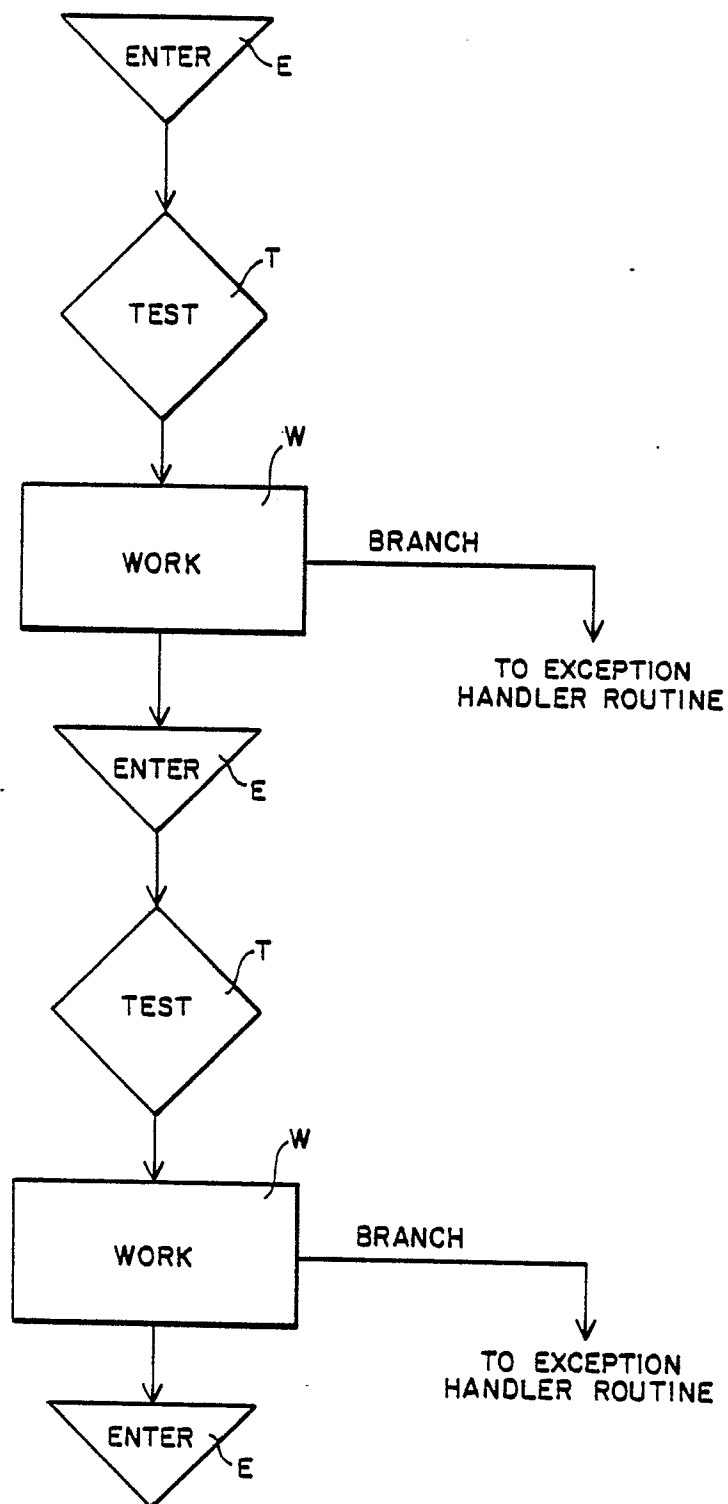 ENTER
E
T
TEST
W
BRANCH
WORK
TO EXCEPTION
HANDLER ROUTINE
ENTER
E
T
TEST
W
BRANCH
WORK
TO EXCEPTION
HANDLER ROUTINE
ENTER
E